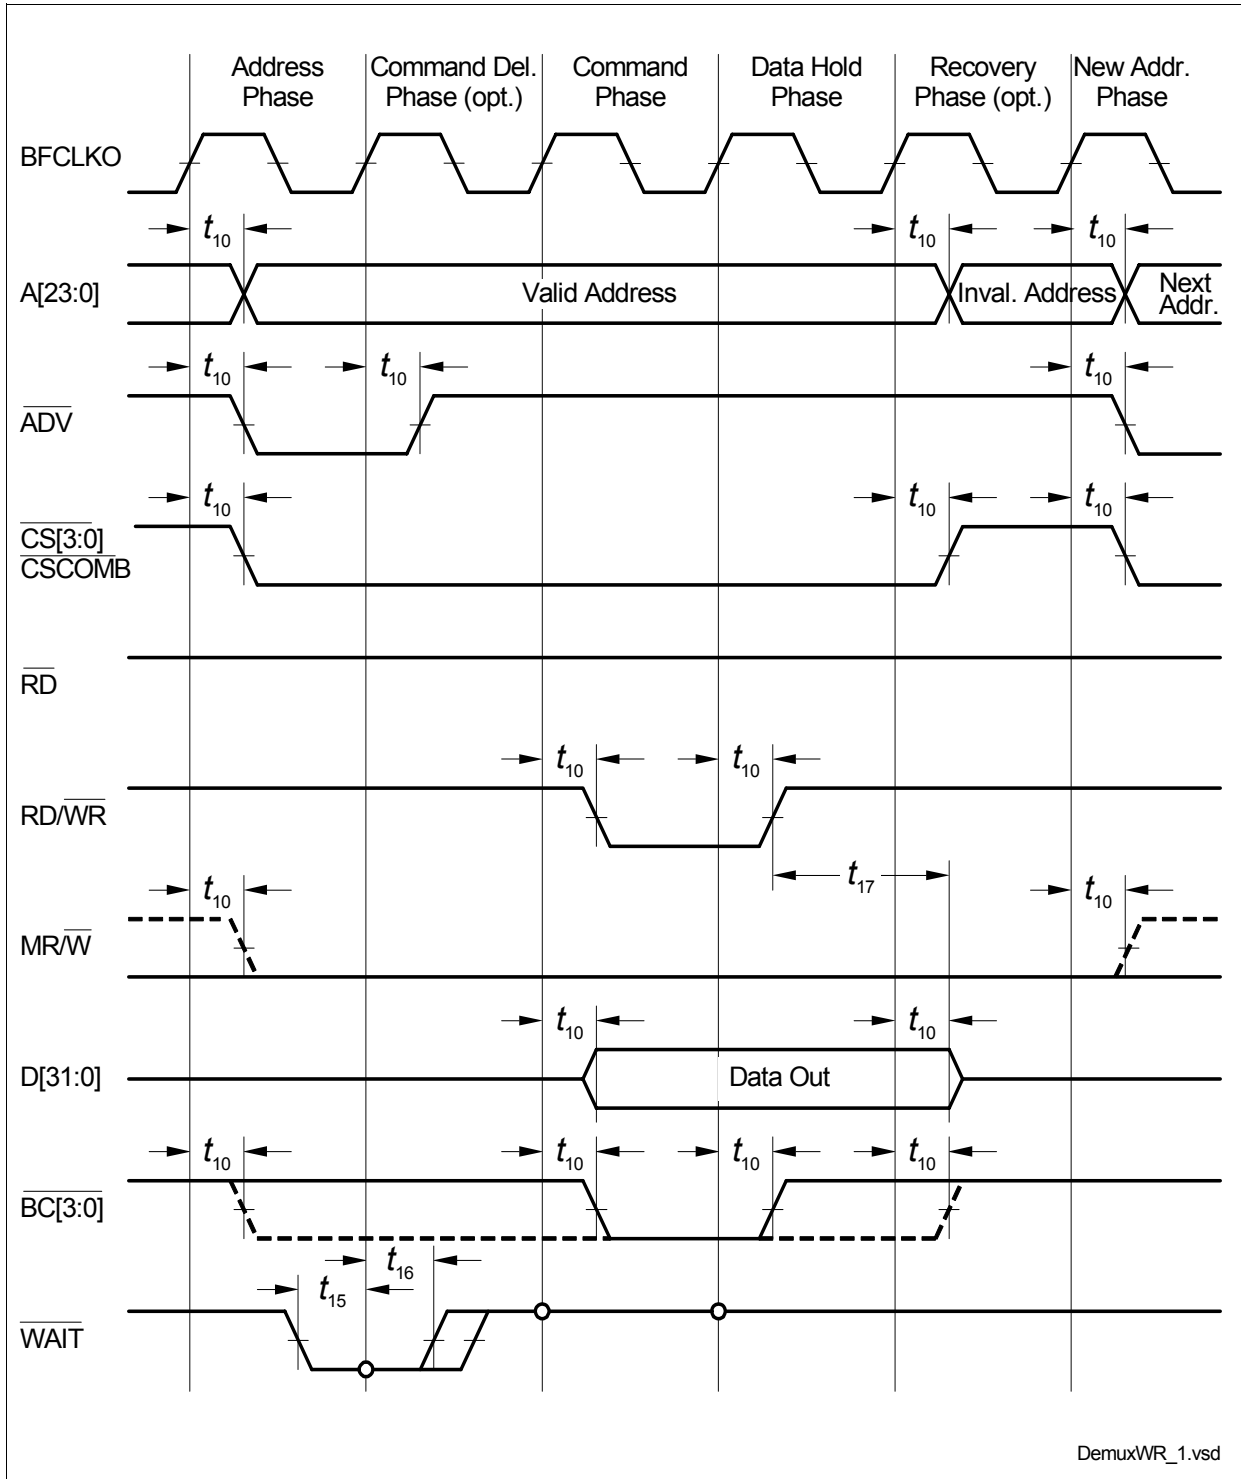 Address Phase
Command Del. Phase (opt.)
Command Phase
Data Hold Phase
Recovery Phase (opt.)
New Addr. Phase
BFCLKO
t10 t10 t10
A[23:0]
Valid Address
Inval. Address
Next Addr.
t10 t10 t10
ADV
t10 t10 t10
CS[3:0]
CSCOMB
RD
t10 t10
RD/WR
t17
t10 t10
MR/W
t10 t10
D[31:0]
Data Out
t10 t10 t10 t10
BC[3:0]
t16
t15
WAIT
DemuxWR_1.vsd